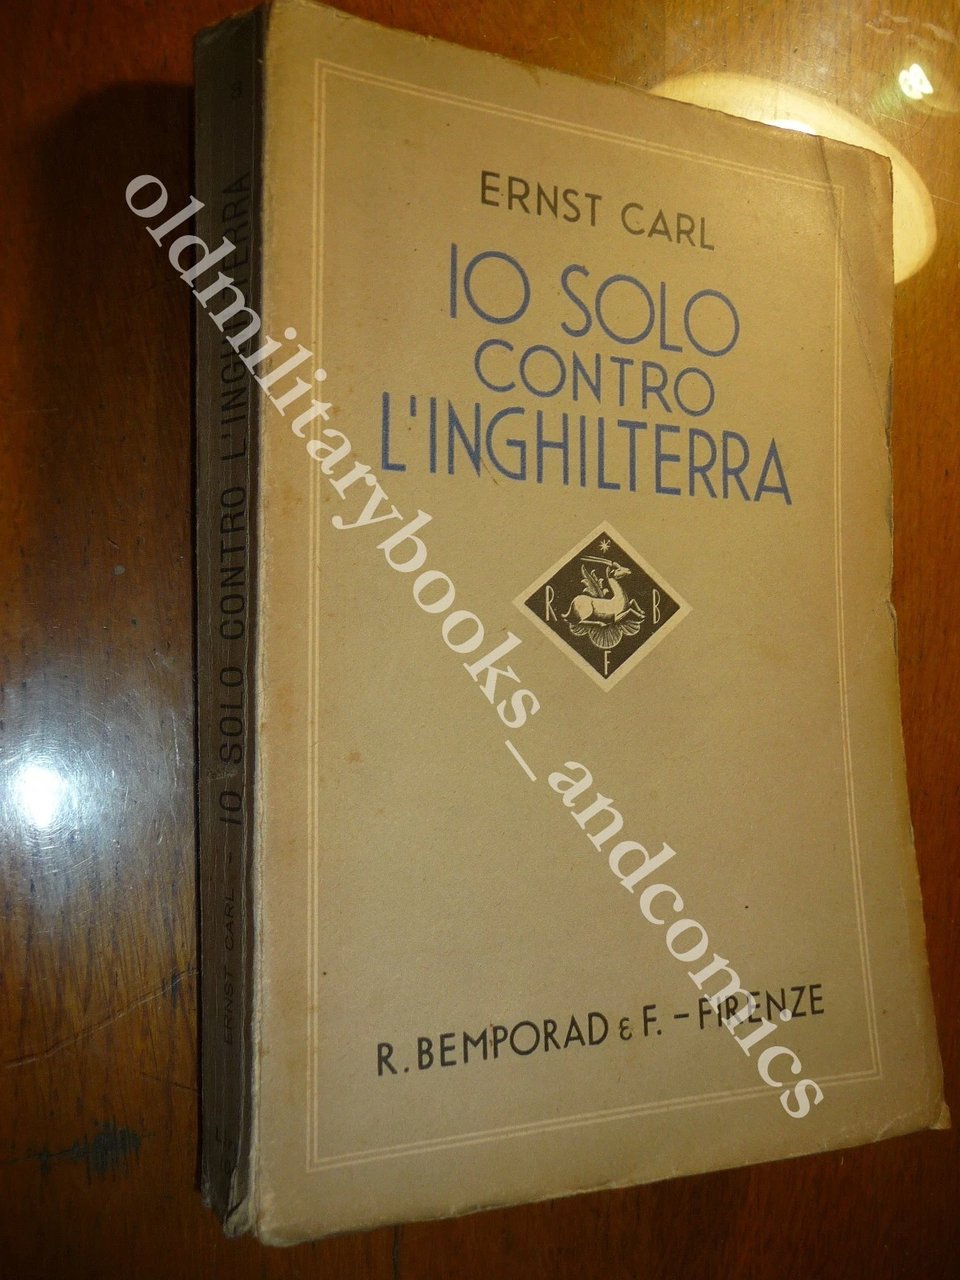 ERNST CARL
IO SOLO
CONTRO
L'INGHILTERRA
R B
F
R. BEMPORAD & F. - FIRENZE
ERNST CARL - IO SOLO CONTRO L'INGHILTERRA
oldmilitarybooks_andcomics